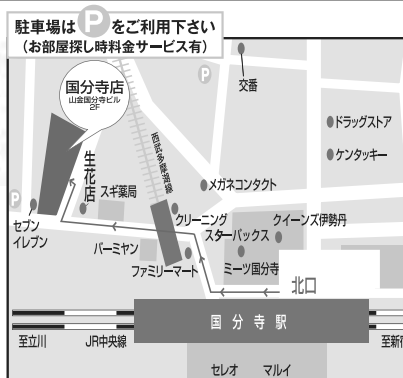 駐車場は P をご利用下さい
（お部屋探し時料金サービス有）
P
交番
国分寺店
山金国分寺ビル
2F
ドラッグストア
ケンタッキー
西武多摩湖線
生花店
スギ薬局
メガネコンタクト
P
セブン
イレブン
クリーニング
クイーンズ伊勢丹
スターバックス
バーミヤン
ファミリーマート
ミーツ国分寺
北口
国分寺駅
至立川
JR中央線
至新宿
セレオ
マルイ